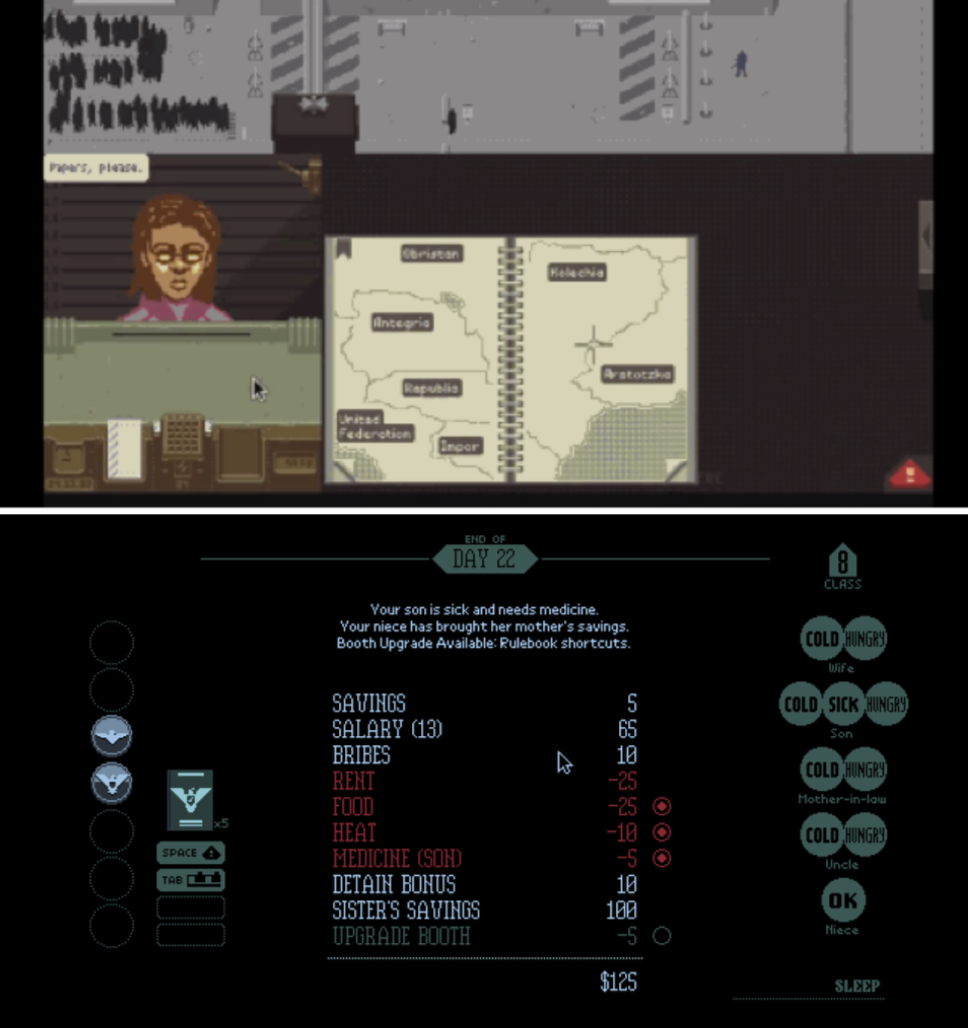 Papers, please.
Obristan
Kolechia
Antegria
Arstotzka
Republia
United
Federation
Impor
END OF
DAY 22
8
CLASS
Your son is sick and needs medicine.
Your niece has brought her mother's savings.
Booth Upgrade Available: Rulebook shortcuts.
COLD HUNGRY
Wife
SAVINGS 5
COLD SICK HUNGRY
SALARY (13) 65
Son
BRIBES 10
RENT -25
COLD HUNGRY
Mother-in-law
FOOD -25
x5
HEAT -10
COLD HUNGRY
Uncle
SPACE
MEDICINE (SON) -5
TAB
DETAIN BONUS 10
OK
Niece
SISTER'S SAVINGS 100
UPGRADE BOOTH -5
$125
SLEEP